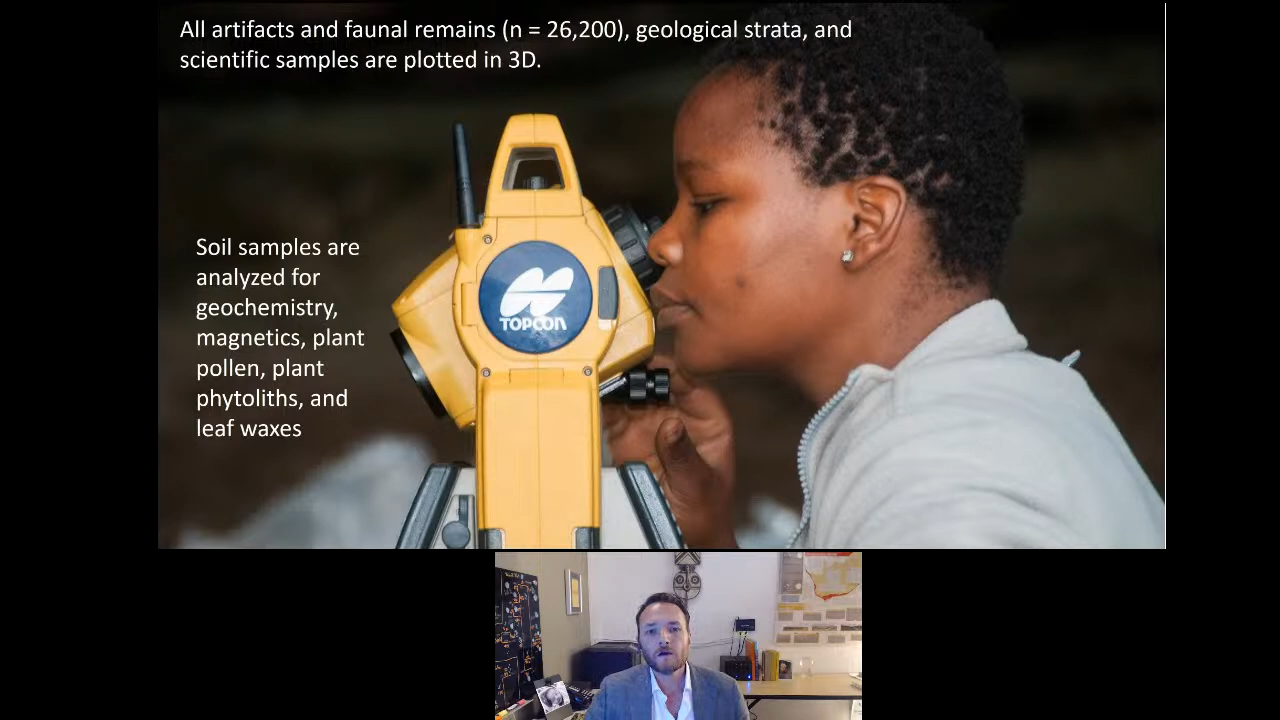 All artifacts and faunal remains (n = 26,200), geological strata, and
scientific samples are plotted in 3D.
Soil samples are
analyzed for
geochemistry,
magnetics, plant
pollen, plant
phytoliths, and
leaf waxes
TOPCON